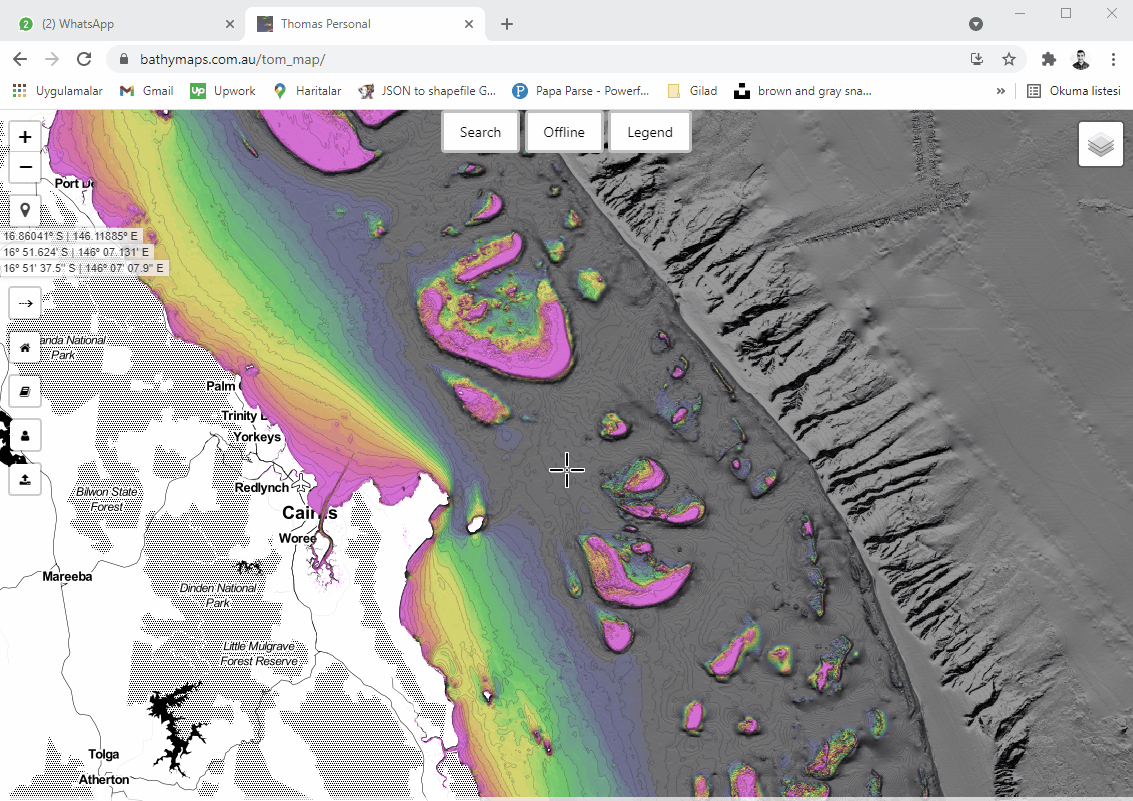 2 (2) WhatsApp
Thomas Personal
bathymaps.com.au/tom_map/
Uygulamalar
Gmail
Up Upwork
Haritalar
JSON to shapefile G...
P Papa Parse - Powerf...
Gilad
brown and gray sna...
»
Okuma listesi
Search
Offline
Legend
+
−
Port
16.86041° S | 146.11885° E
16° 51.624' S | 146° 07.131' E
16° 51' 37.5" S | 146° 07' 07.9" E
anda National
Park
Palm
Trinity
Yorkeys
Redlynch
Bilwon State
Forest
Cairns
Woree
Mareeba
Dinden National
Park
Little Mulgrave
Forest Reserve
Tolga
Atherton